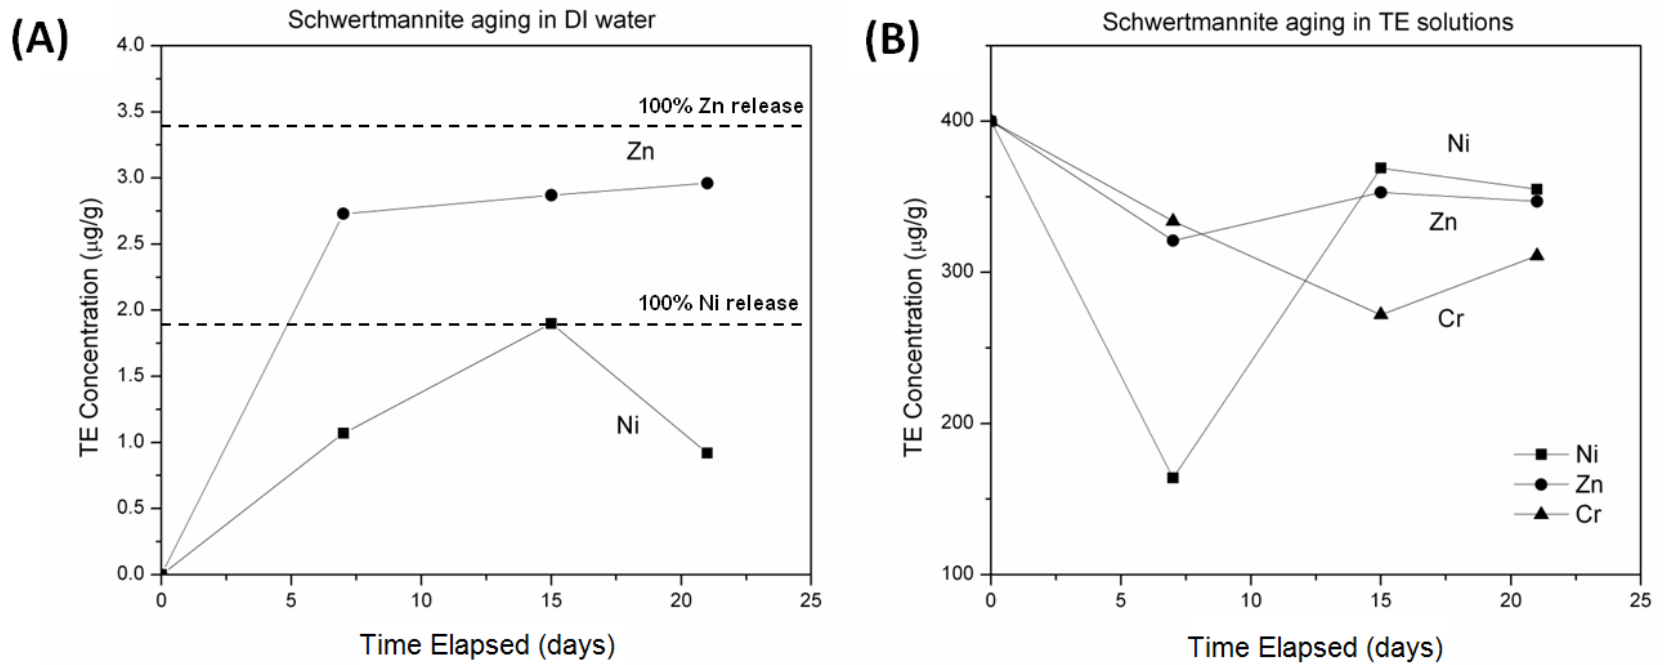 (A)
Schwertmannite aging in DI water
4.0
3.5
3.0
2.5
2.0
1.5
1.0
0.5
0.0
TE Concentration (μg/g)
100% Zn release
Zn
100% Ni release
Ni
0 5 10 15 20 25
Time Elapsed (days)
(B)
Schwertmannite aging in TE solutions
400
300
200
100
TE Concentration (μg/g)
Ni
Zn
Cr
Ni
Zn
Cr
0 5 10 15 20 25
Time Elapsed (days)